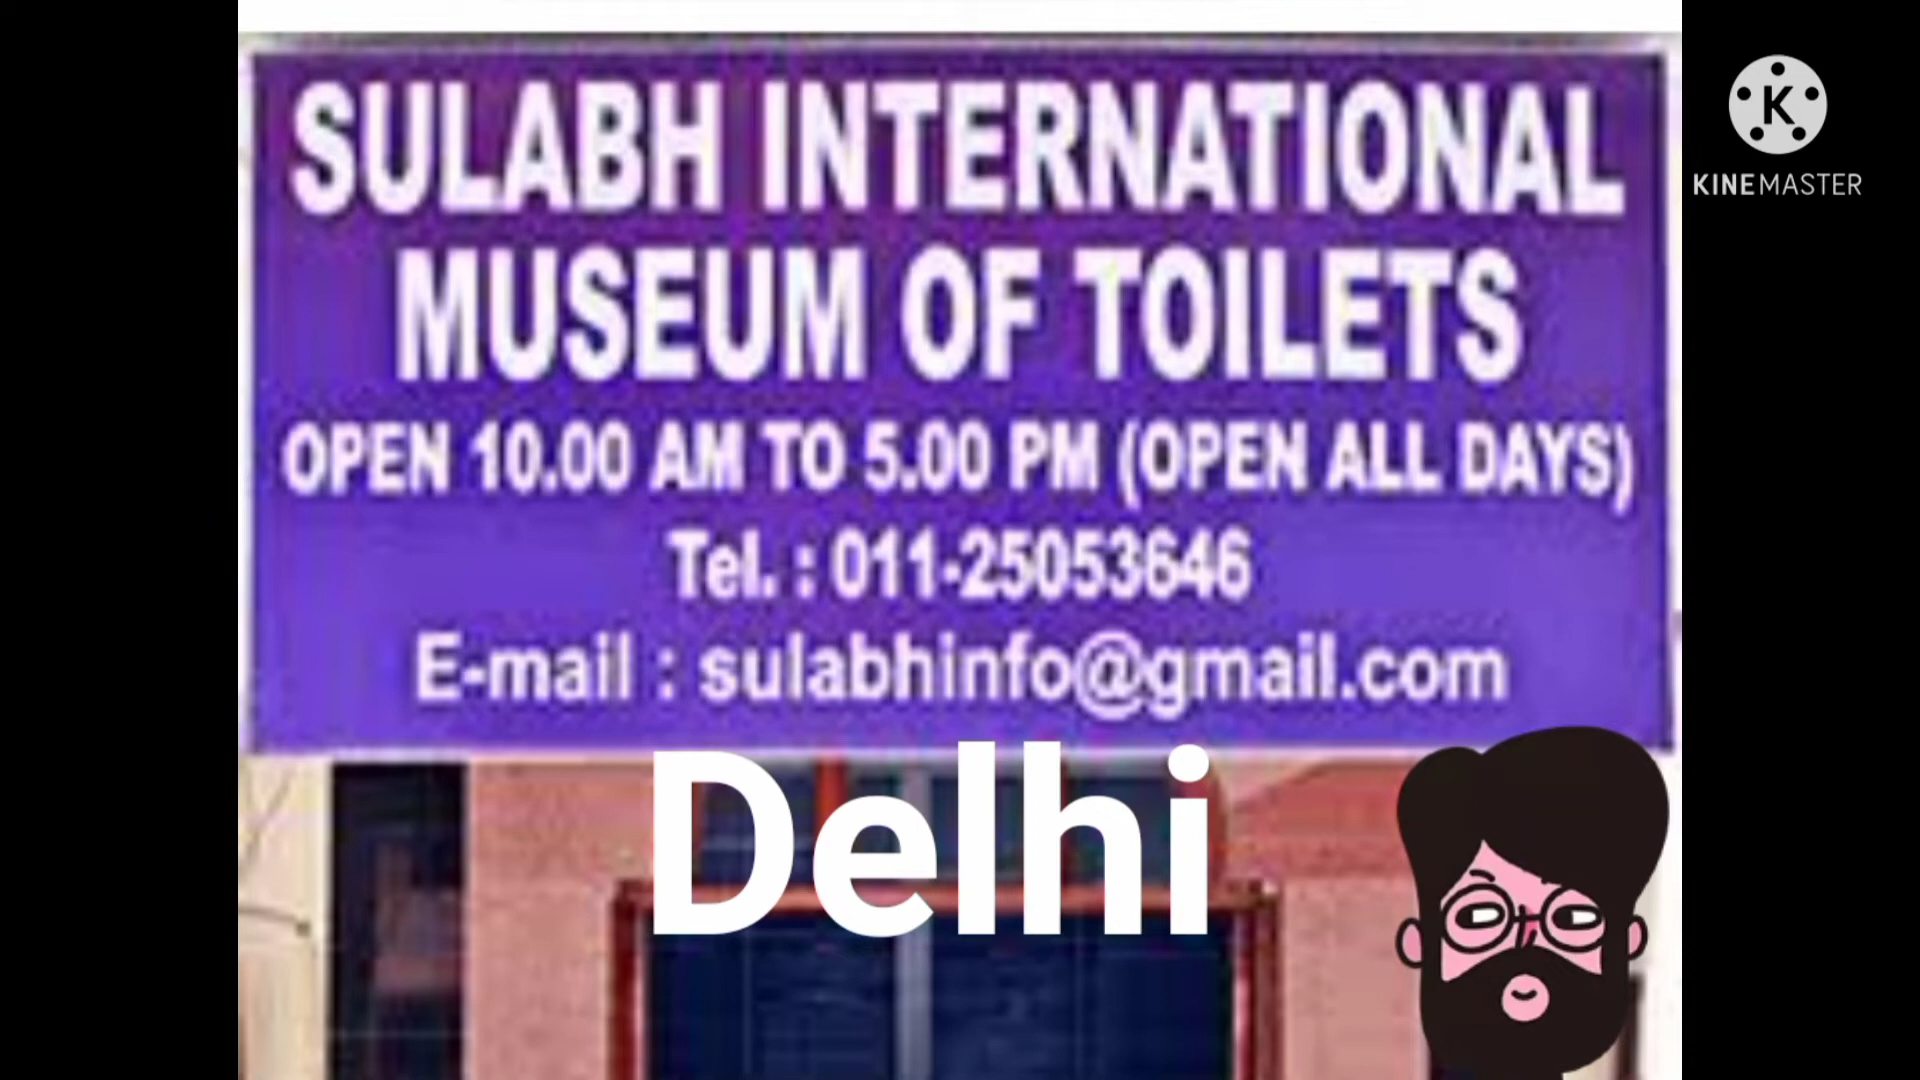 SULABH INTERNATIONAL
MUSEUM OF TOILETS
OPEN 10.00 AM TO 5.00 PM (OPEN ALL DAYS)
Tel. : 011-25053646
E-mail : sulabhinfo@gmail.com
Delhi
K
KINEMASTER